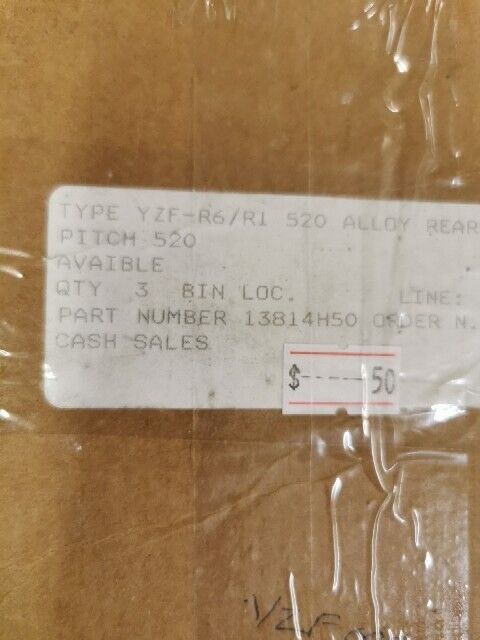 TYPE YZF-R6/R1 520 ALLOY REAR
PITCH 520
AVAIBLE
QTY 3 BIN LOC. LINE:
PART NUMBER 13814H50 ORDER N.
CASH SALES
$-----50
YZF